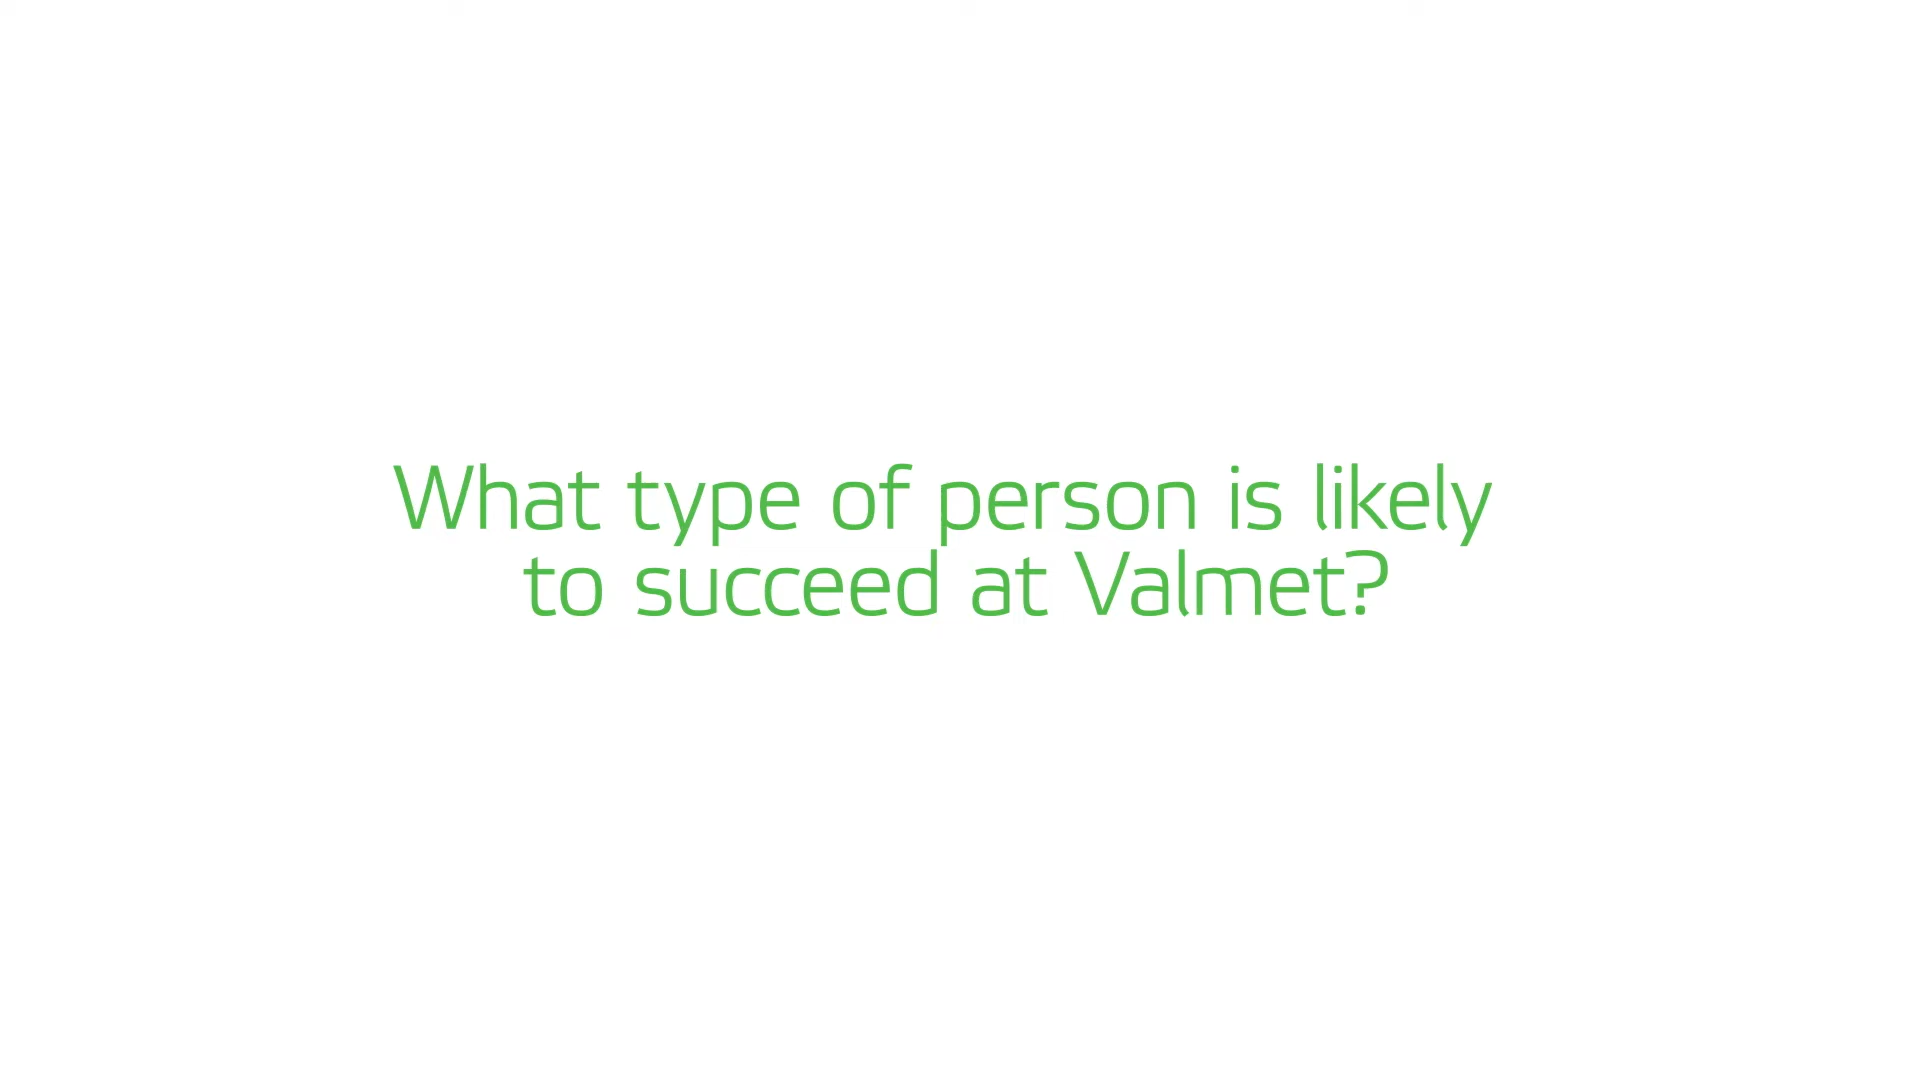 What type of person is likely
to succeed at Valmet?